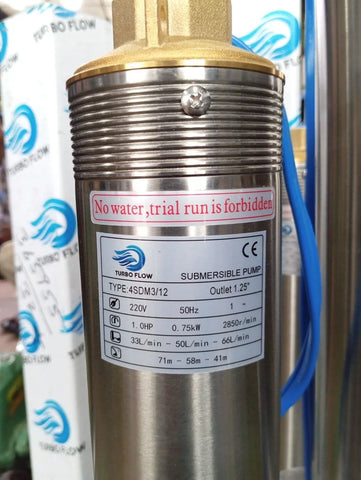 TURBO FLOW
No water,trial run is forbidden
TURBO FLOW
CE
SUBMERSIBLE PUMP
TYPE:4SDM3/12 Outlet 1.25"
220V 50Hz 1 ~
1.0HP 0.75kW 2850r/min
33L/min - 50L/min - 66L/min
71m - 58m - 41m
TURBO FLOW